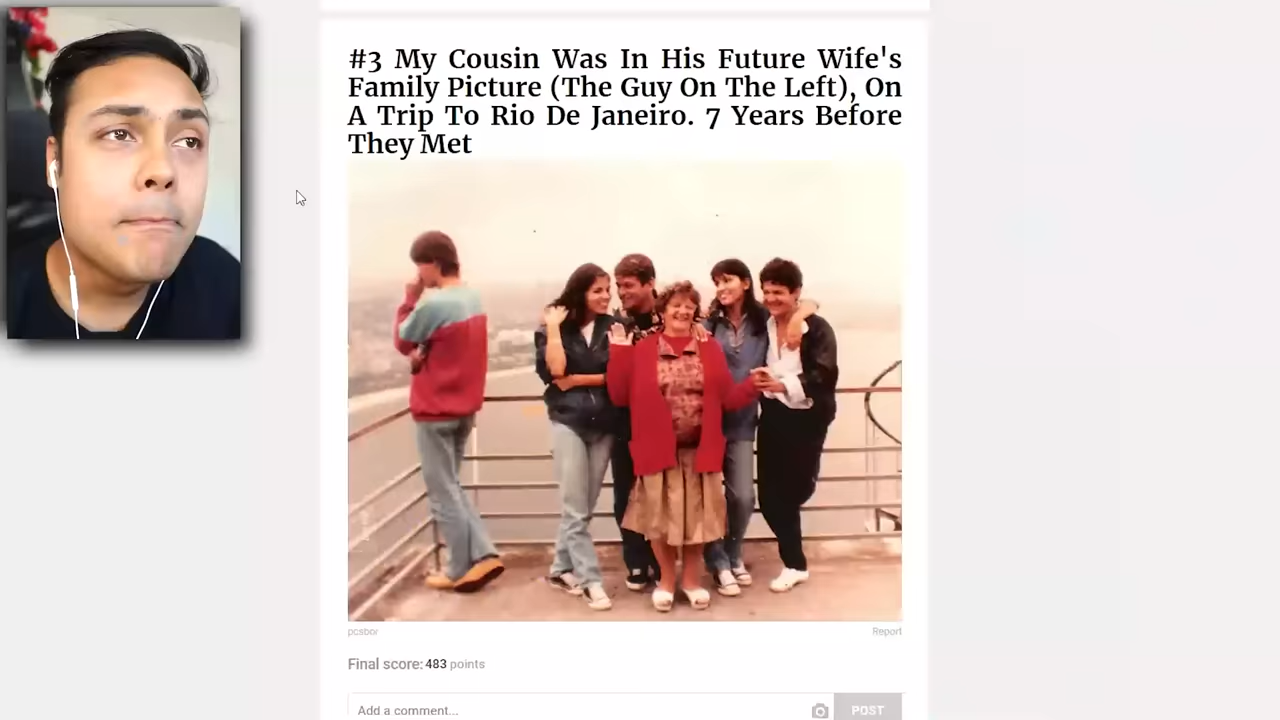 #3 My Cousin Was In His Future Wife's
Family Picture (The Guy On The Left), On
A Trip To Rio De Janeiro. 7 Years Before
They Met
pcsbor
Report
Final score: 483 points
Add a comment...
POST